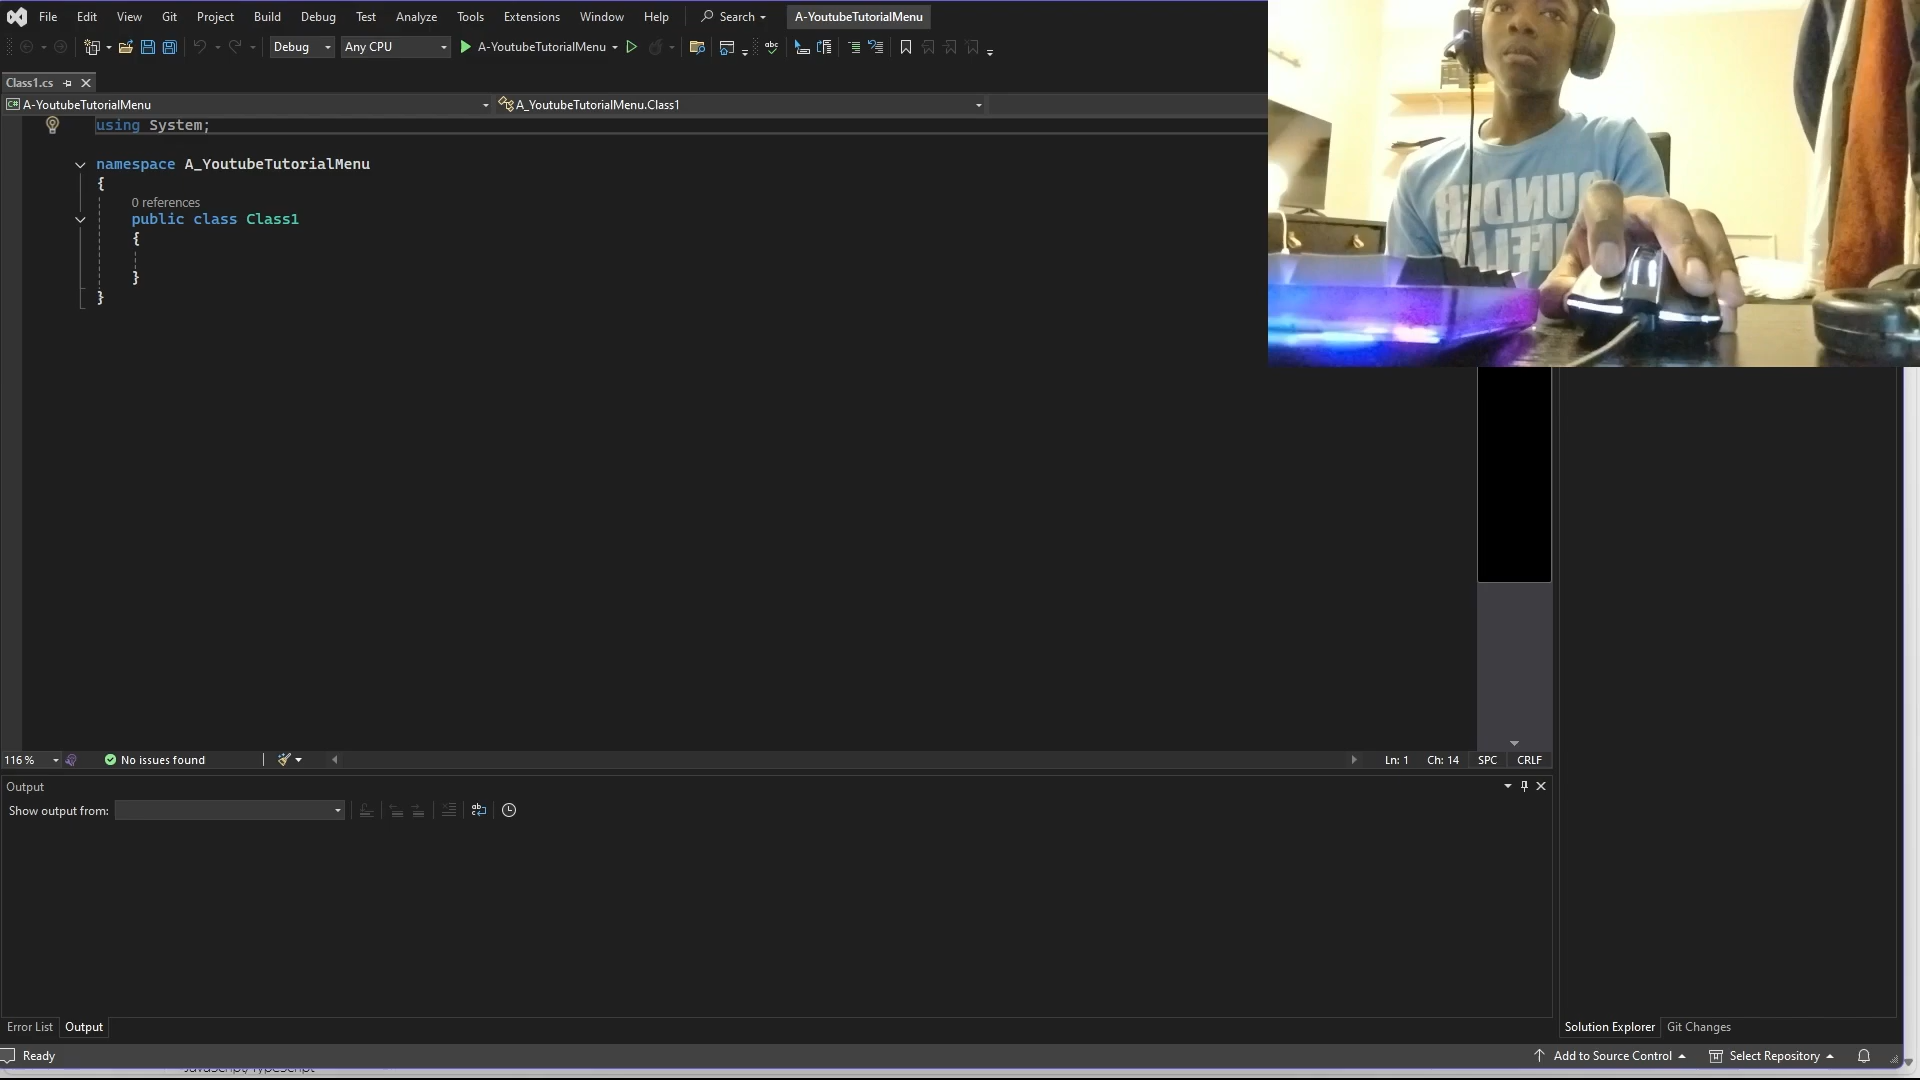 File Edit View Git Project Build Debug Test Analyze Tools Extensions Window Help Search A-YoutubeTutorialMenu
Debug Any CPU A-YoutubeTutorialMenu
Class1.cs
C# A-YoutubeTutorialMenu A_YoutubeTutorialMenu.Class1
using System;
namespace A_YoutubeTutorialMenu
{
0 references
public class Class1
{
}
}
116 % No issues found Ln: 1 Ch: 14 SPC CRLF
Output
Show output from:
Error List Output
Solution Explorer Git Changes
Ready Add to Source Control Select Repository